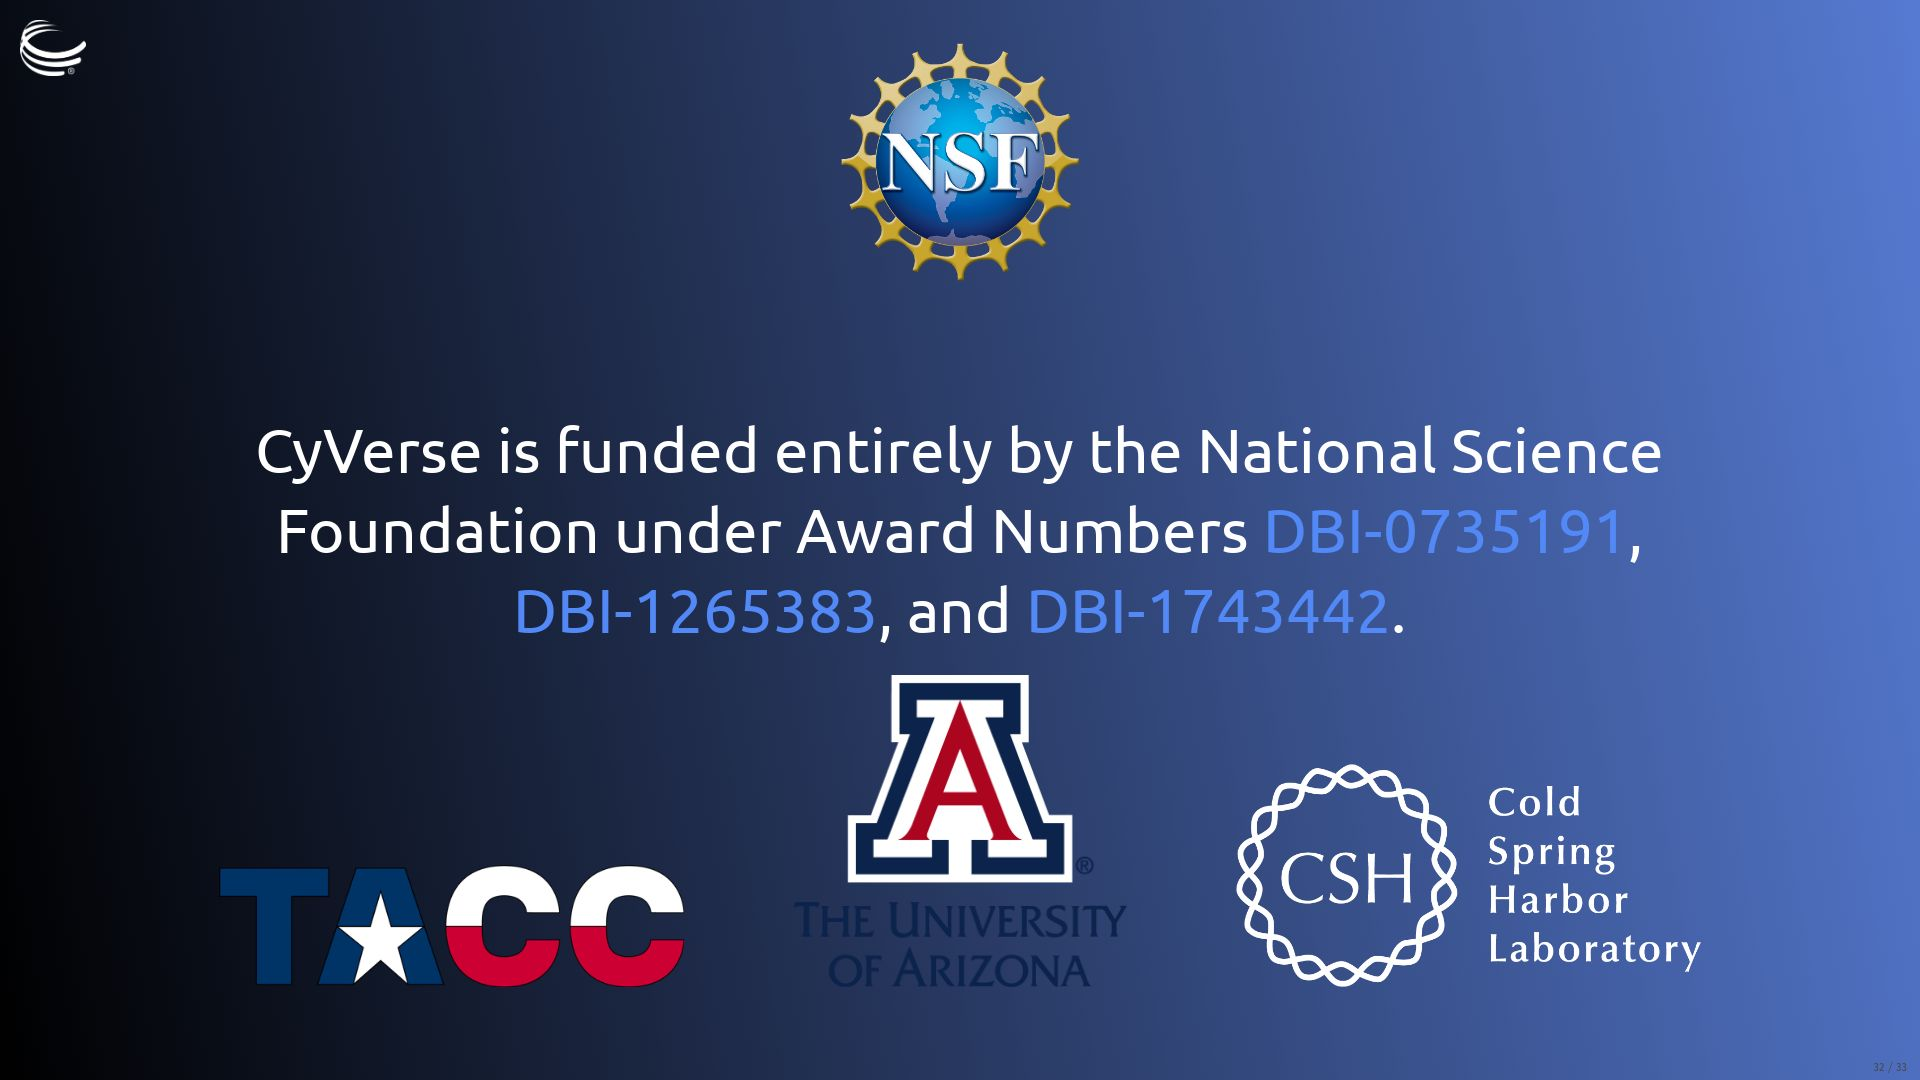 NSF
CyVerse is funded entirely by the National Science
Foundation under Award Numbers DBI-0735191,
DBI-1265383, and DBI-1743442.
TACC
A
®
THE UNIVERSITY
OF ARIZONA
CSH
Cold
Spring
Harbor
Laboratory
32 / 33